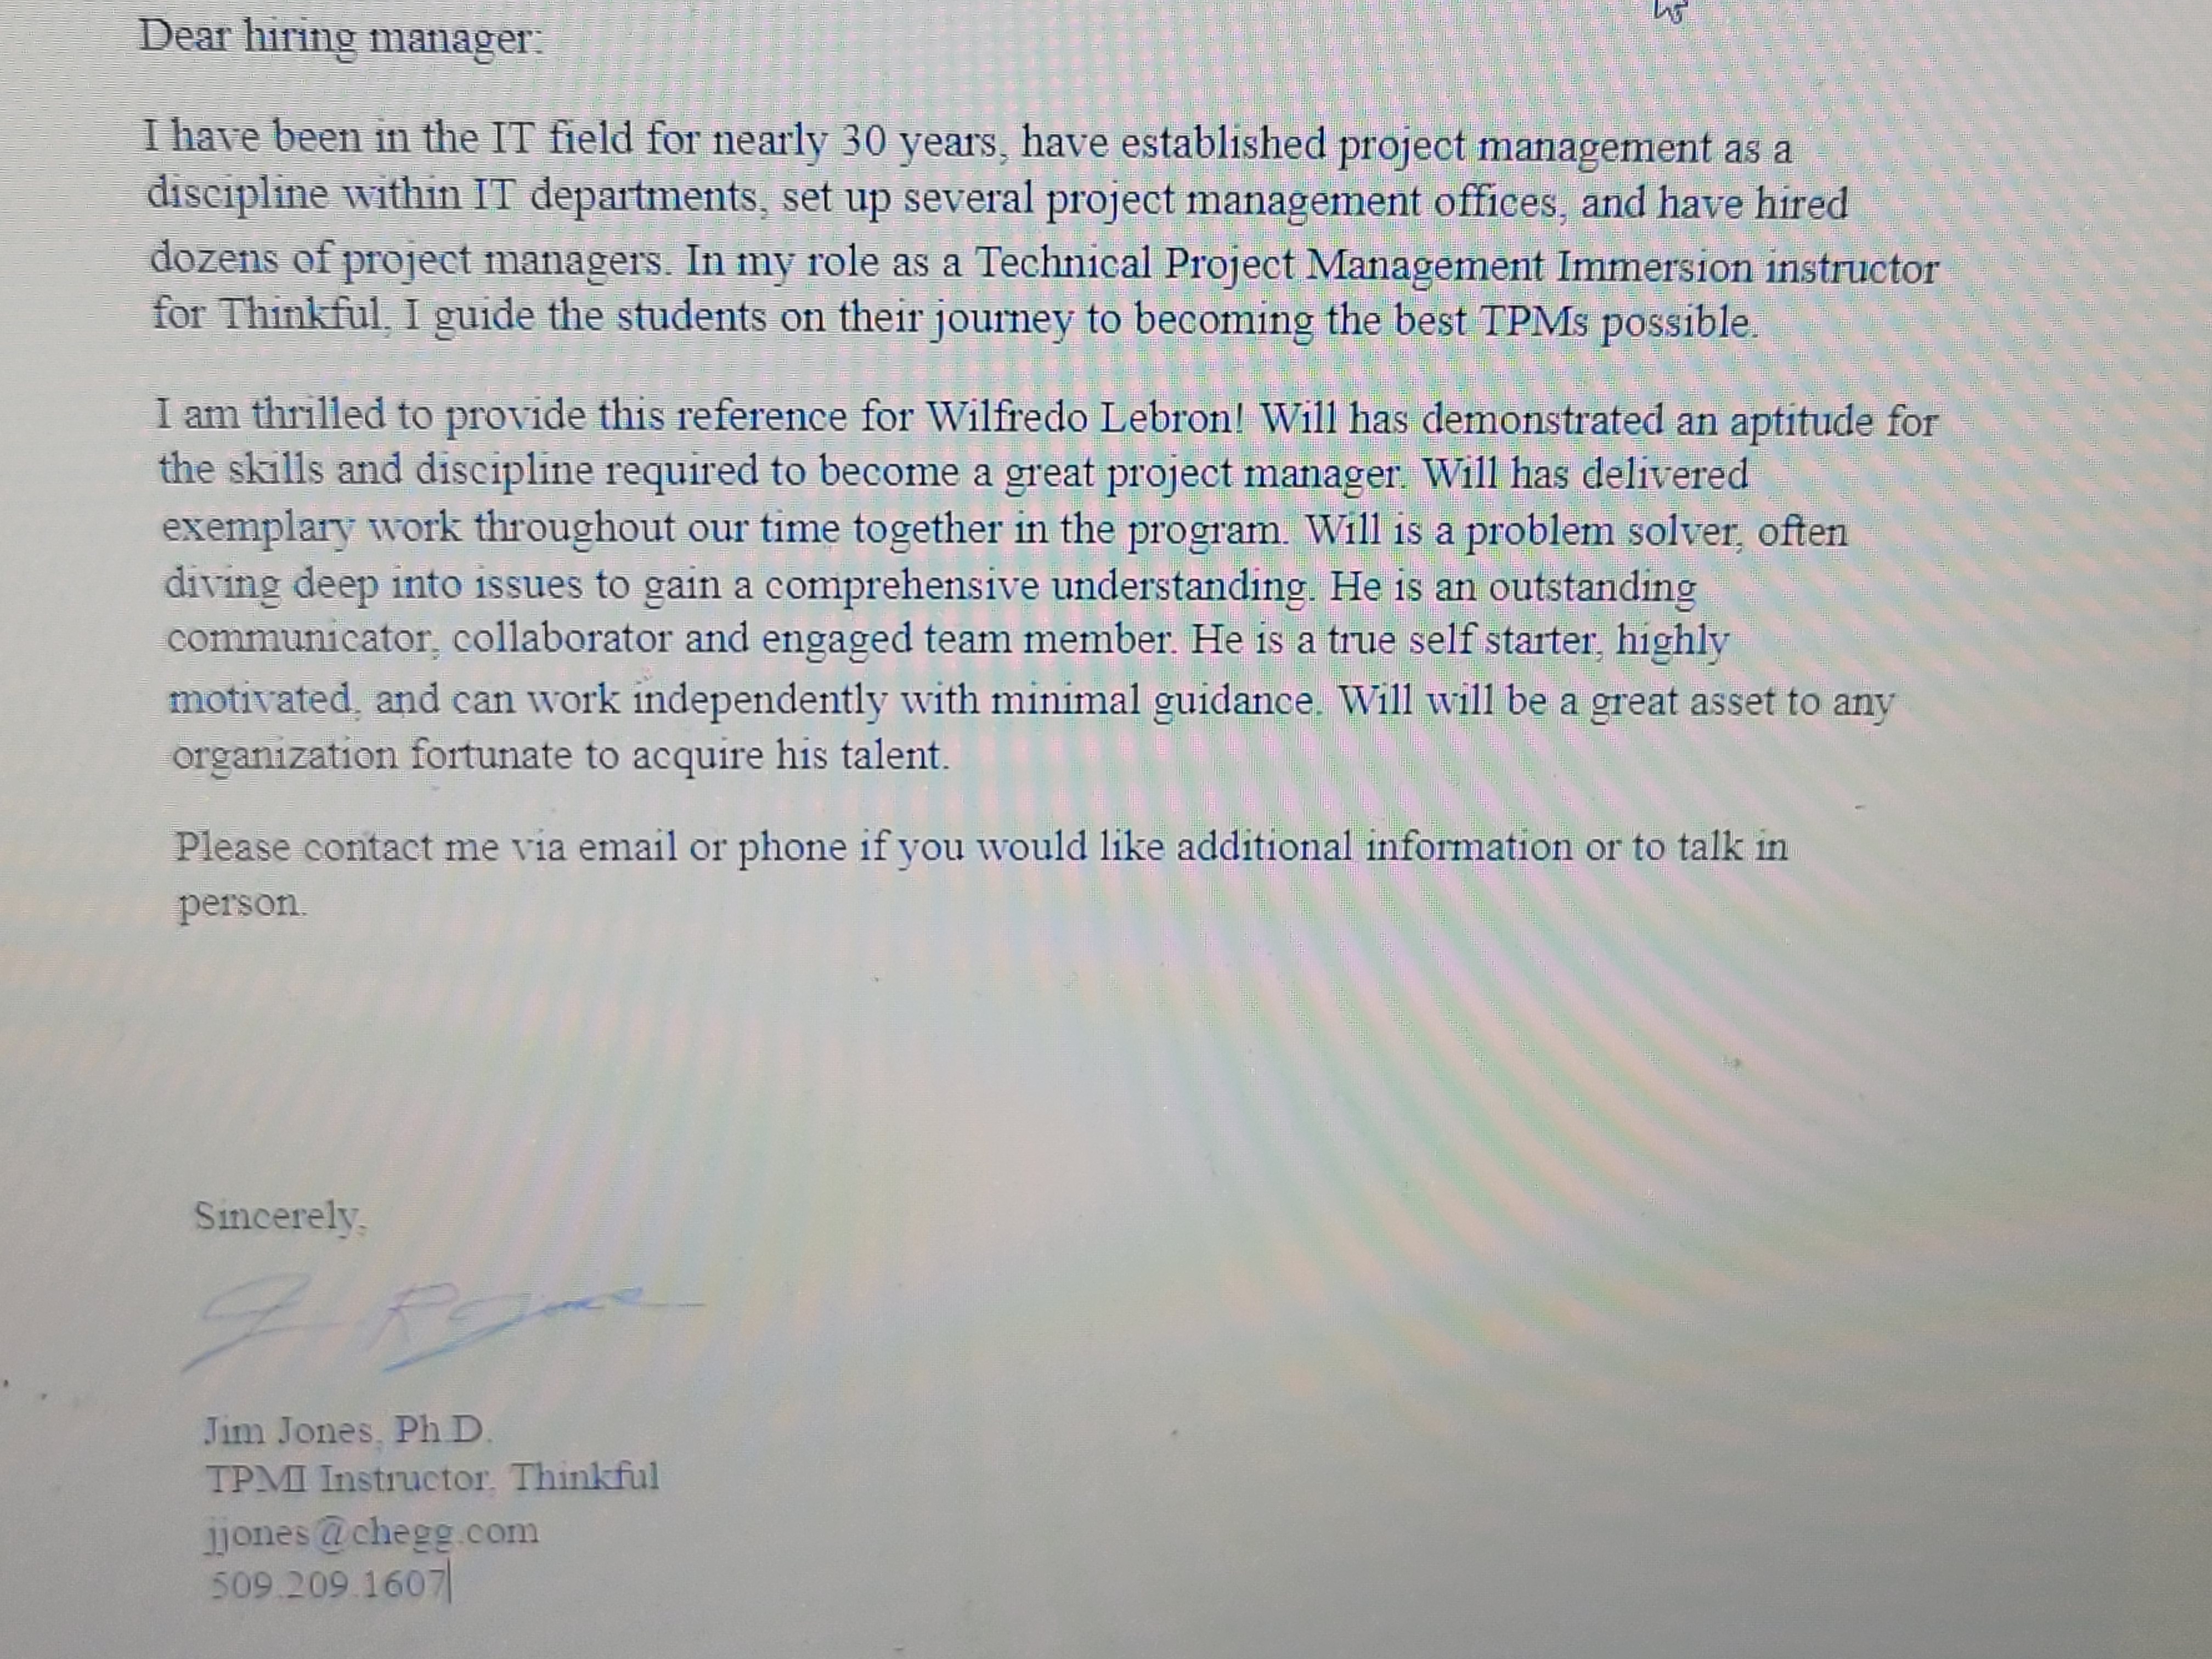 Dear hiring manager:
I have been in the IT field for nearly 30 years, have established project management as a
discipline within IT departments, set up several project management offices, and have hired
dozens of project managers. In my role as a Technical Project Management Immersion instructor
for Thinkful, I guide the students on their journey to becoming the best TPMs possible.
I am thrilled to provide this reference for Wilfredo Lebron! Will has demonstrated an aptitude for
the skills and discipline required to become a great project manager. Will has delivered
exemplary work throughout our time together in the program. Will is a problem solver, often
diving deep into issues to gain a comprehensive understanding. He is an outstanding
communicator, collaborator and engaged team member. He is a true self starter, highly
motivated, and can work independently with minimal guidance. Will will be a great asset to any
organization fortunate to acquire his talent.
Please contact me via email or phone if you would like additional information or to talk in
person.
Sincerely,
Jim Jones, Ph.D.
TPMI Instructor, Thinkful
jjones@chegg.com
509.209.1607